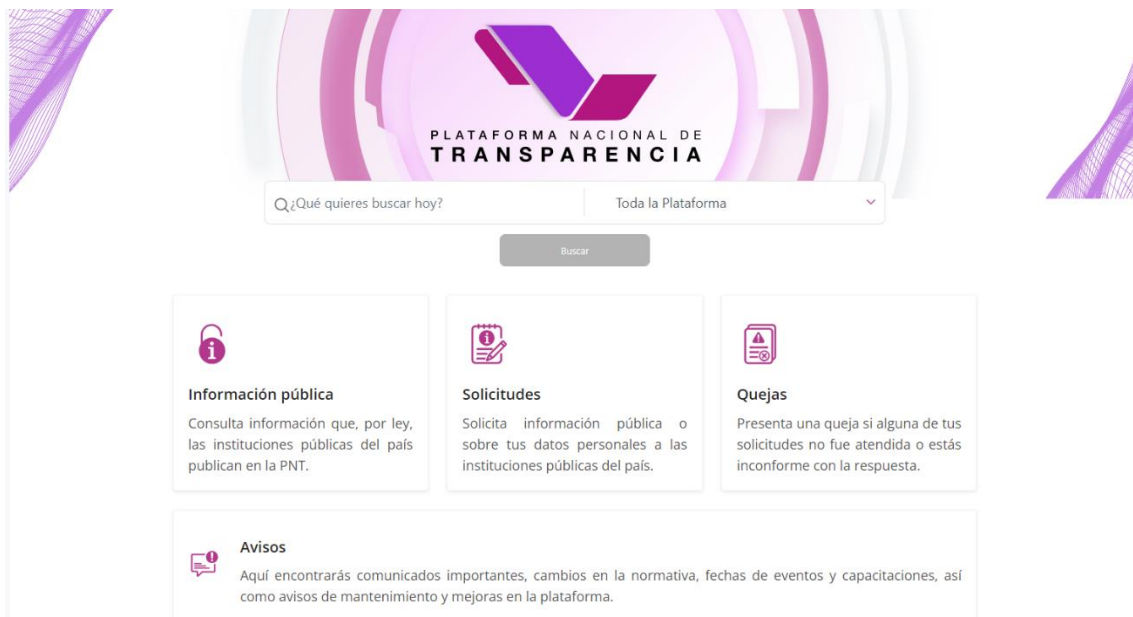 PLATAFORMA NACIONAL DE
TRANSPARENCIA
¿Qué quieres buscar hoy?
Toda la Plataforma
Buscar
Información pública
Consulta información que, por ley,
las instituciones públicas del país
publican en la PNT.
Solicitudes
Solicita información pública o
sobre tus datos personales a las
instituciones públicas del país.
Quejas
Presenta una queja si alguna de tus
solicitudes no fue atendida o estás
inconforme con la respuesta.
Avisos
Aquí encontrarás comunicados importantes, cambios en la normativa, fechas de eventos y capacitaciones, así
como avisos de mantenimiento y mejoras en la plataforma.